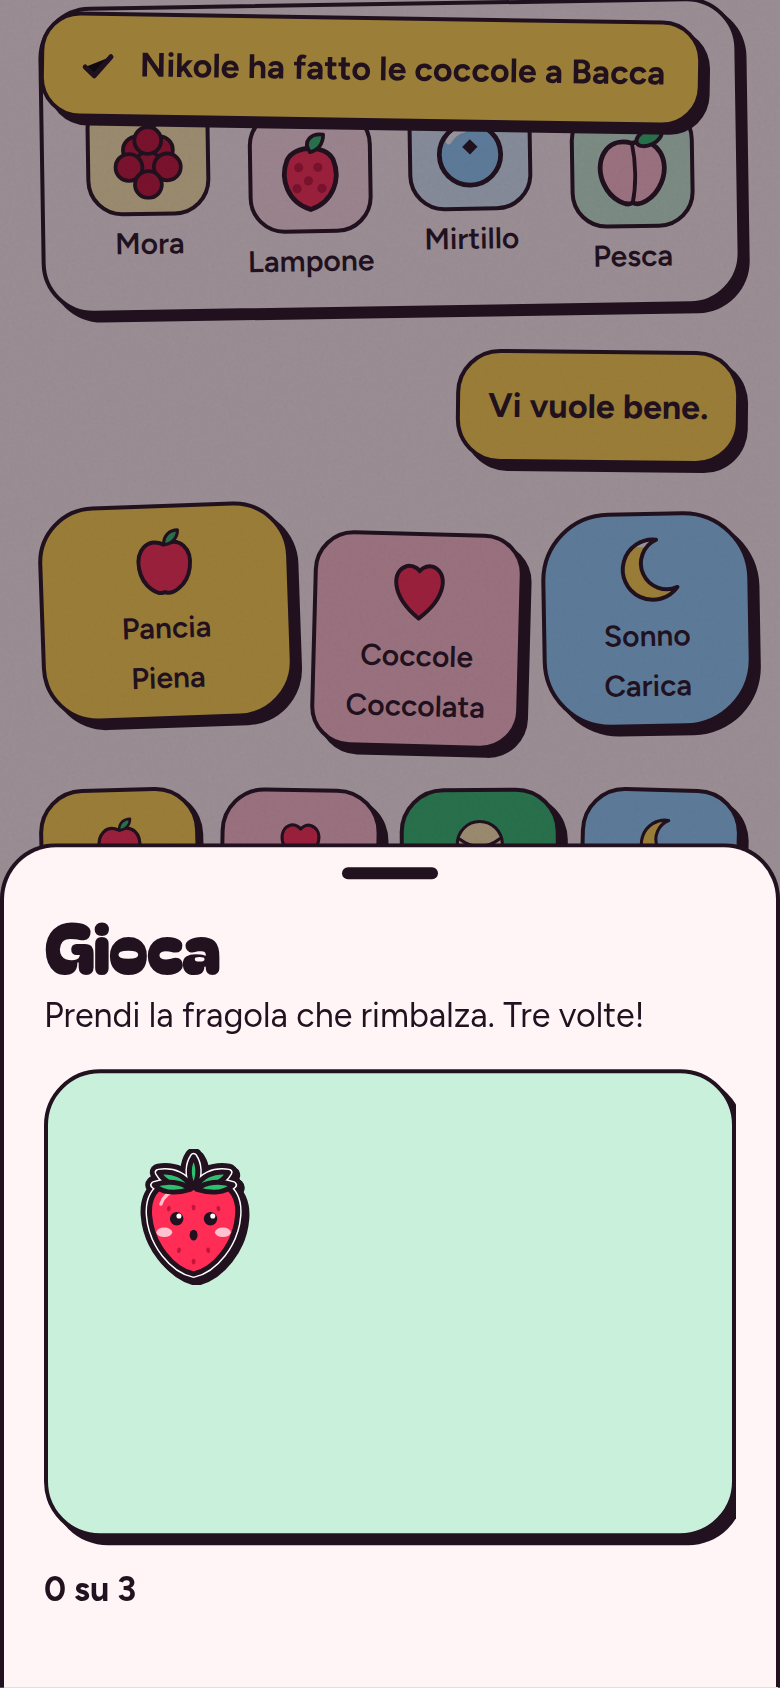 Nikole ha fatto le coccole a Bacca
Mora
Lampone
Mirtillo
Pesca
Vi vuole bene.
Pancia
Piena
Coccole
Coccolata
Sonno
Carica
Gioca
Prendi la fragola che rimbalza. Tre volte!
0 su 3